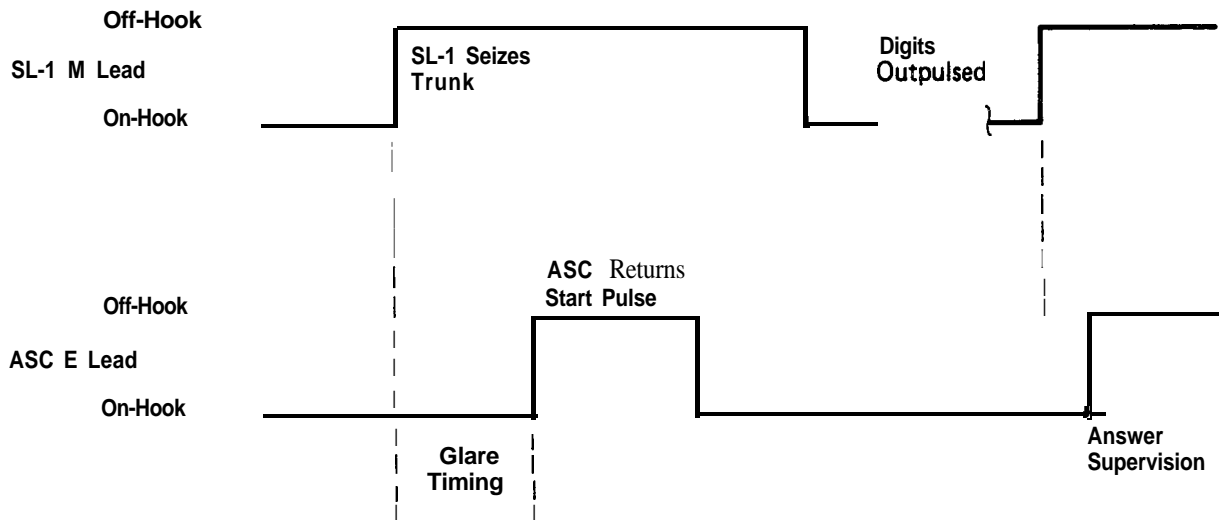 Off-Hook
SL-1 M Lead
On-Hook
SL-1 Seizes
Trunk
Digits
Outpulsed
ASC Returns
Start Pulse
Off-Hook
ASC E Lead
On-Hook
Glare
Timing
Answer
Supervision